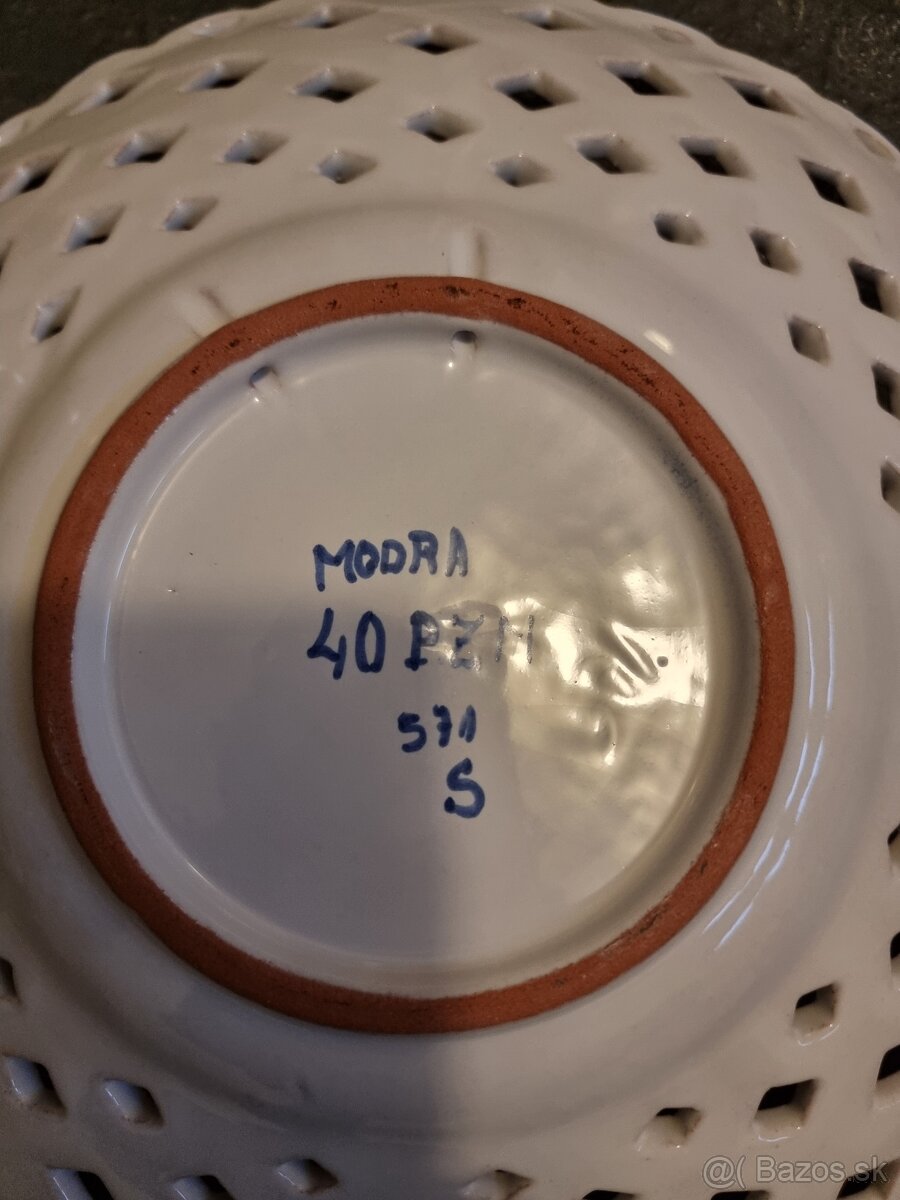 MODRA
40 PZH
571
S
@( Bazos.sk